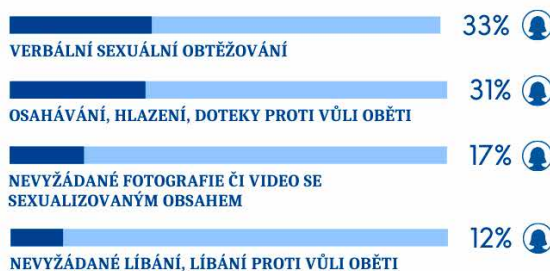 33%
VERBÁLNÍ SEXUÁLNÍ OBTĚŽOVÁNÍ
31%
OSAHÁVÁNÍ, HLAZENÍ, DOTEKY PROTI VŮLI OBĚTI
17%
NEVYŽÁDANÉ FOTOGRAFIE ČI VIDEO SE
SEXUALIZOVANÝM OBSAHEM
12%
NEVYŽÁDANÉ LÍBÁNÍ, LÍBÁNÍ PROTI VŮLI OBĚTI